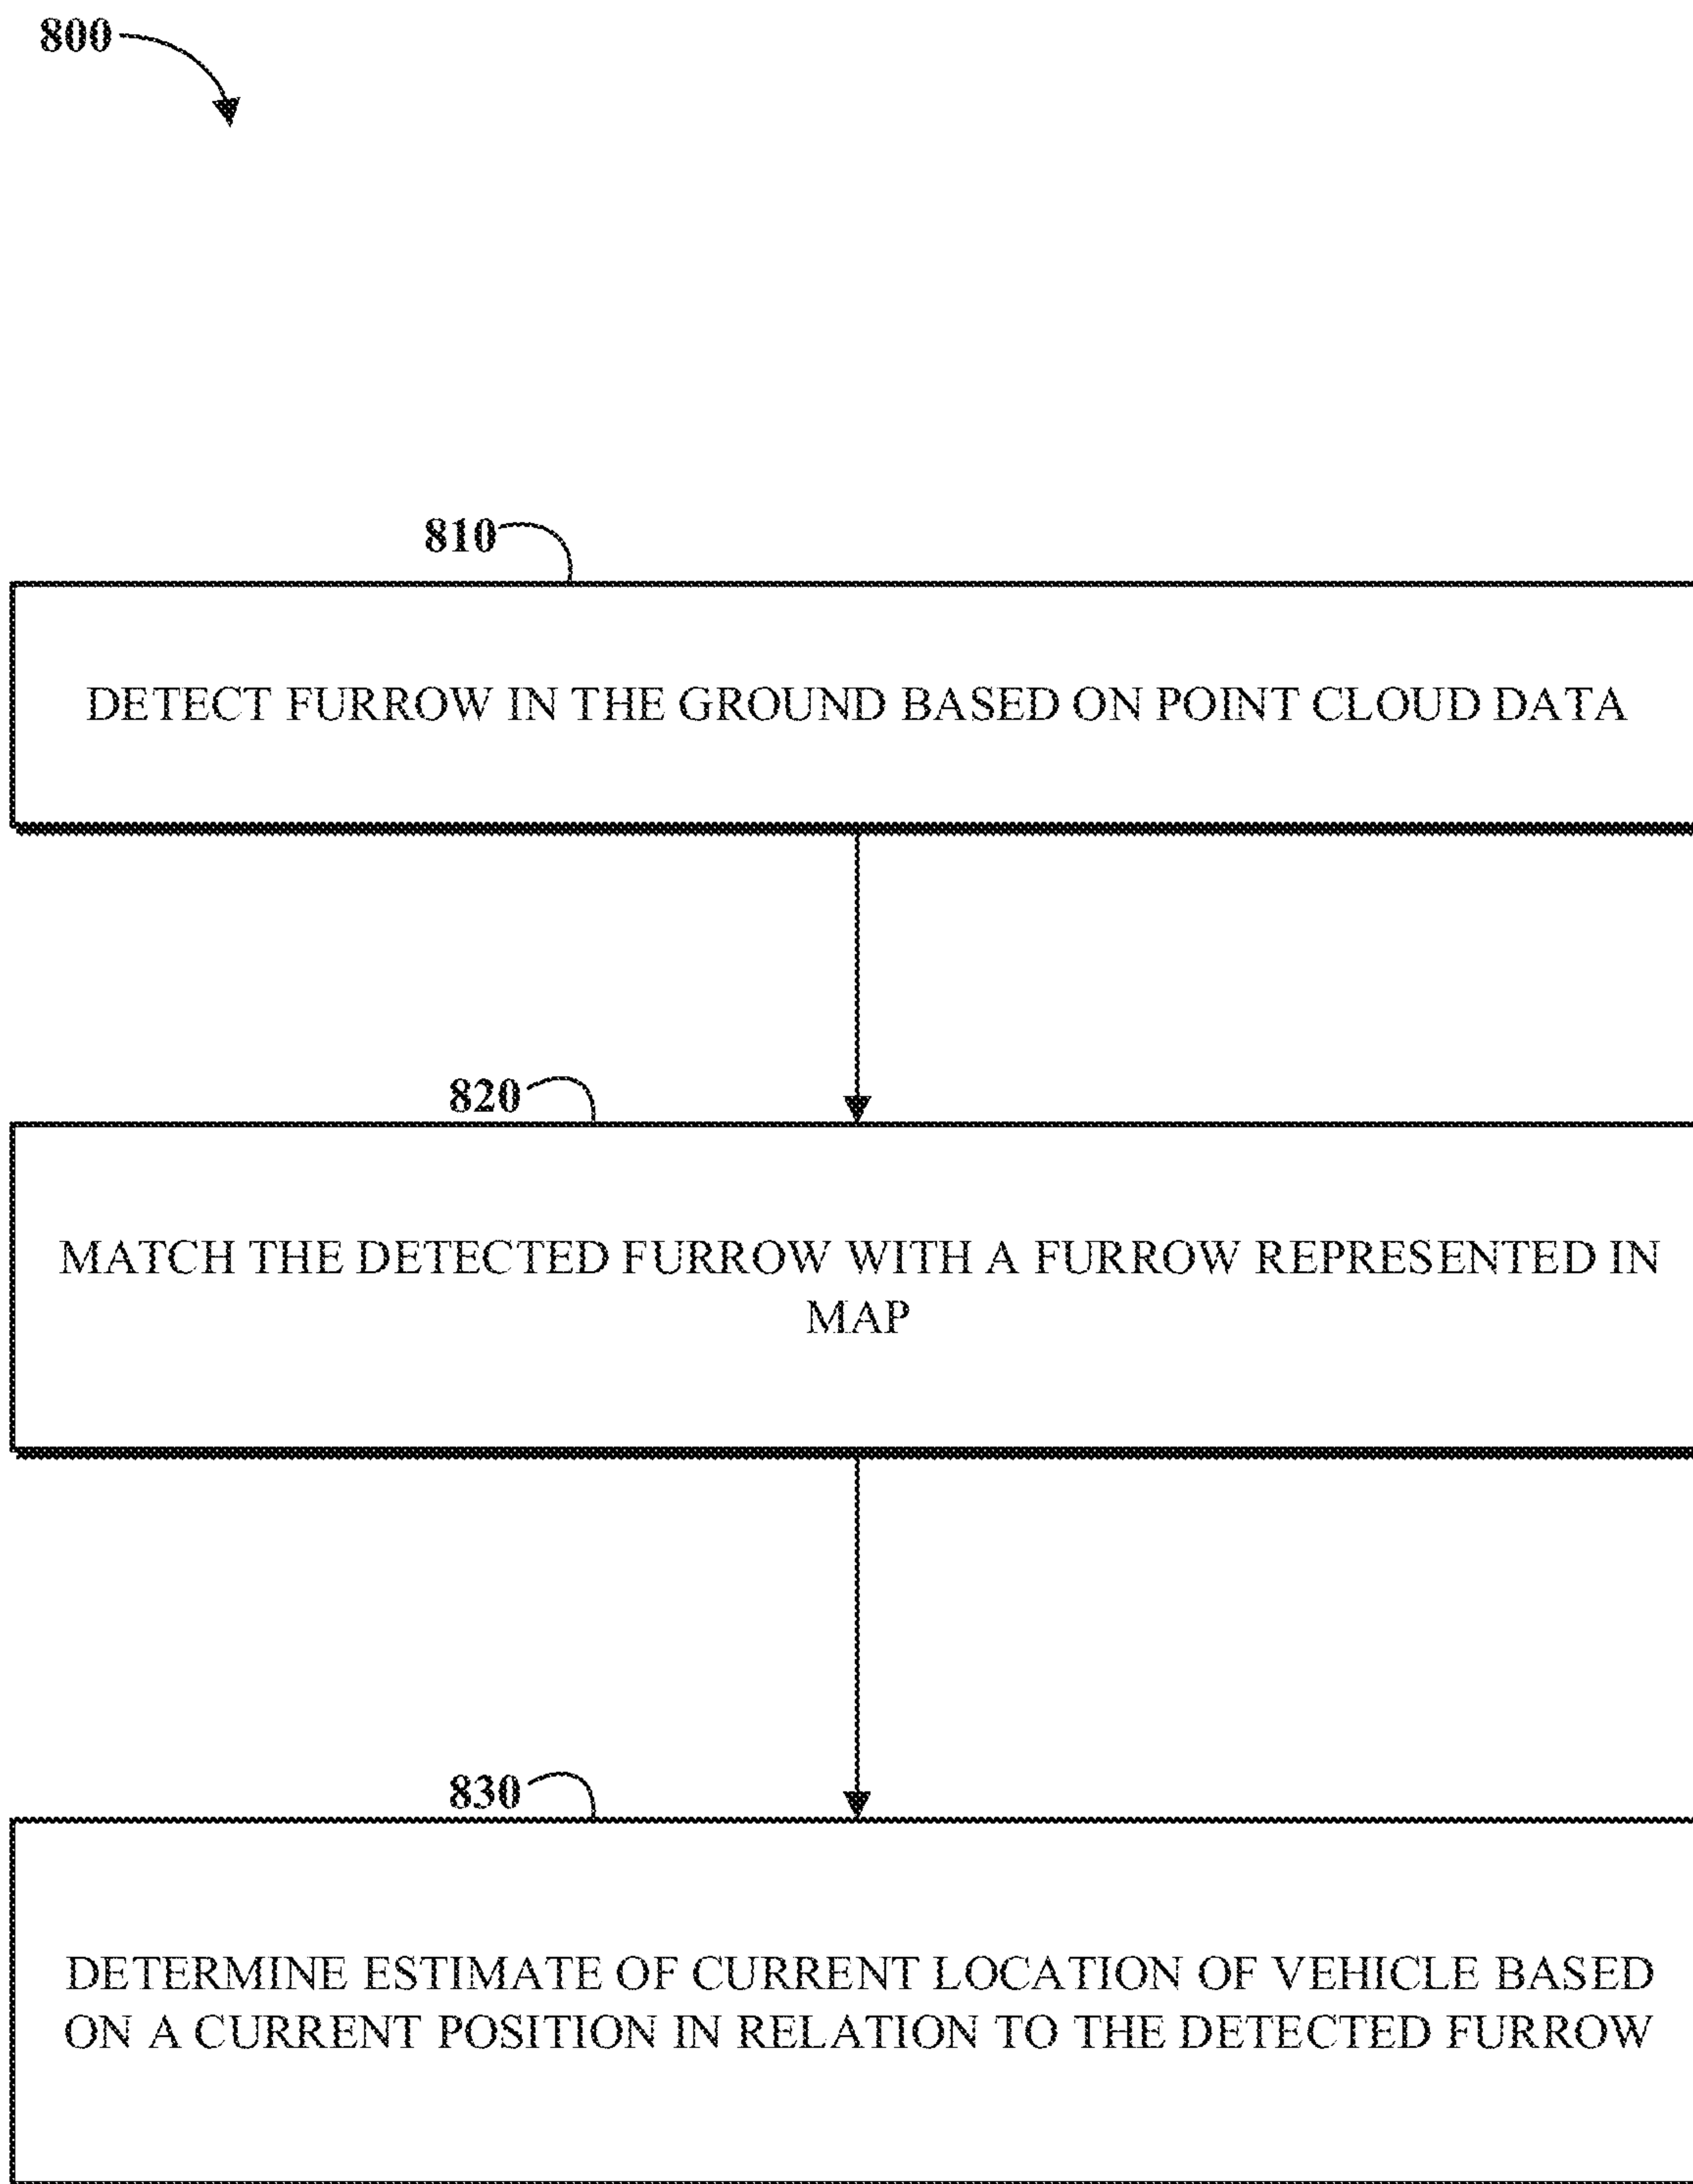 800
810
DETECT FURROW IN THE GROUND BASED ON POINT CLOUD DATA
820
MATCH THE DETECTED FURROW WITH A FURROW REPRESENTED IN
MAP
830
DETERMINE ESTIMATE OF CURRENT LOCATION OF VEHICLE BASED
ON A CURRENT POSITION IN RELATION TO THE DETECTED FURROW